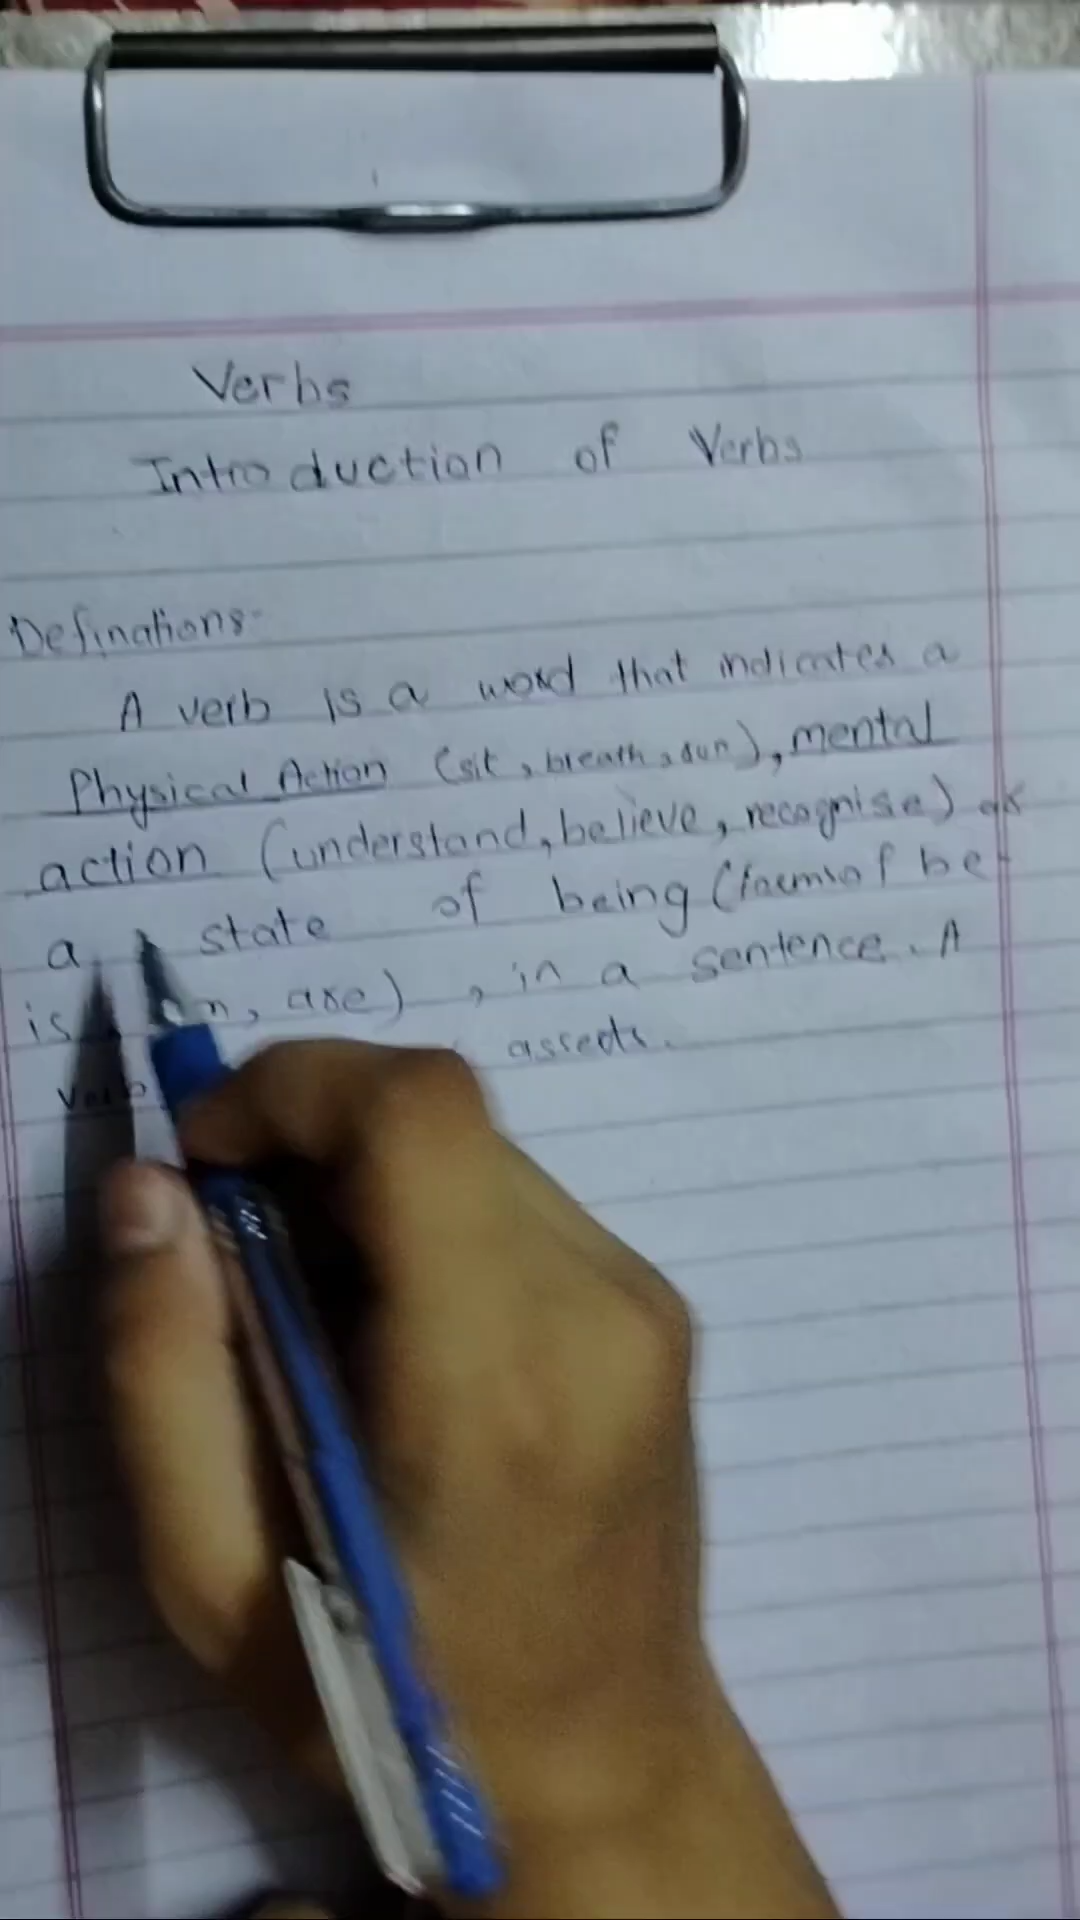 Verbs
Introduction of Verbs
Definations:-
A verb is a word that indicates a
Physical Action (sit, breath, run), mental
action (understand, believe, recognise) or
a state of being (forms of be-
is, are), in a sentence. A
Verb